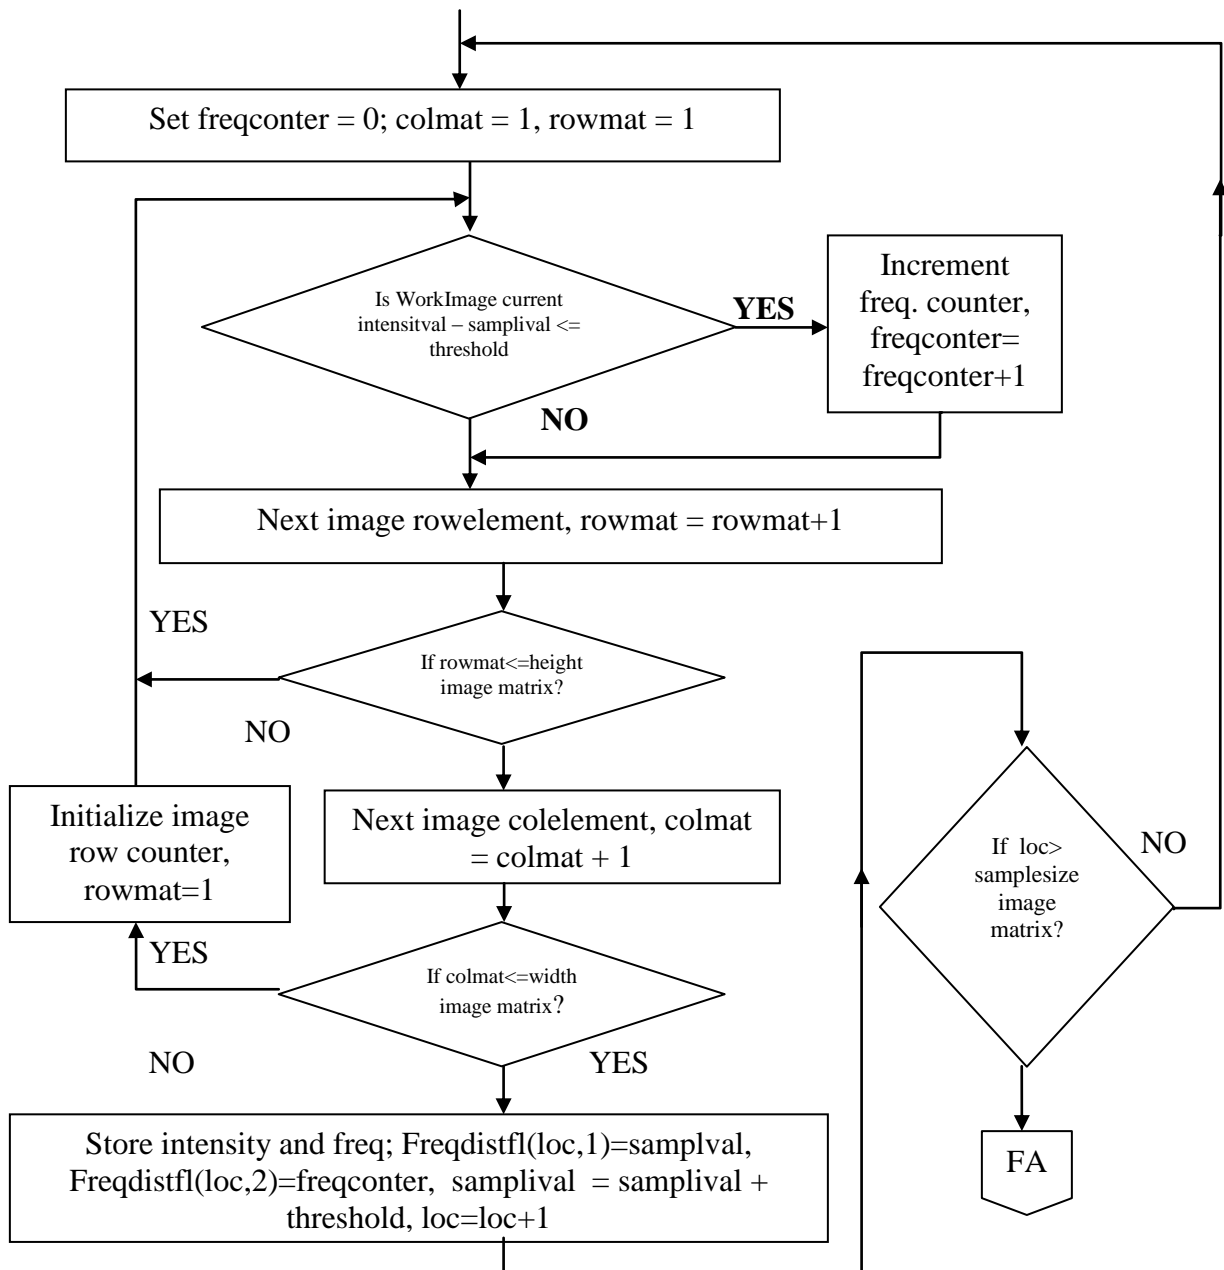 Set freqconter = 0; colmat = 1, rowmat = 1
Is WorkImage current
intensitval – samplival <=
threshold
YES
Increment
freq. counter,
freqconter=
freqconter+1
NO
Next image rowelement, rowmat = rowmat+1
YES
If rowmat<=height
image matrix?
NO
Initialize image
row counter,
rowmat=1
Next image colelement, colmat
= colmat + 1
If loc>
samplesize
image
matrix?
NO
YES
If colmat<=width
image matrix?
NO
YES
Store intensity and freq; Freqdistfl(loc,1)=samplval,
Freqdistfl(loc,2)=freqconter, samplival = samplival +
threshold, loc=loc+1
FA